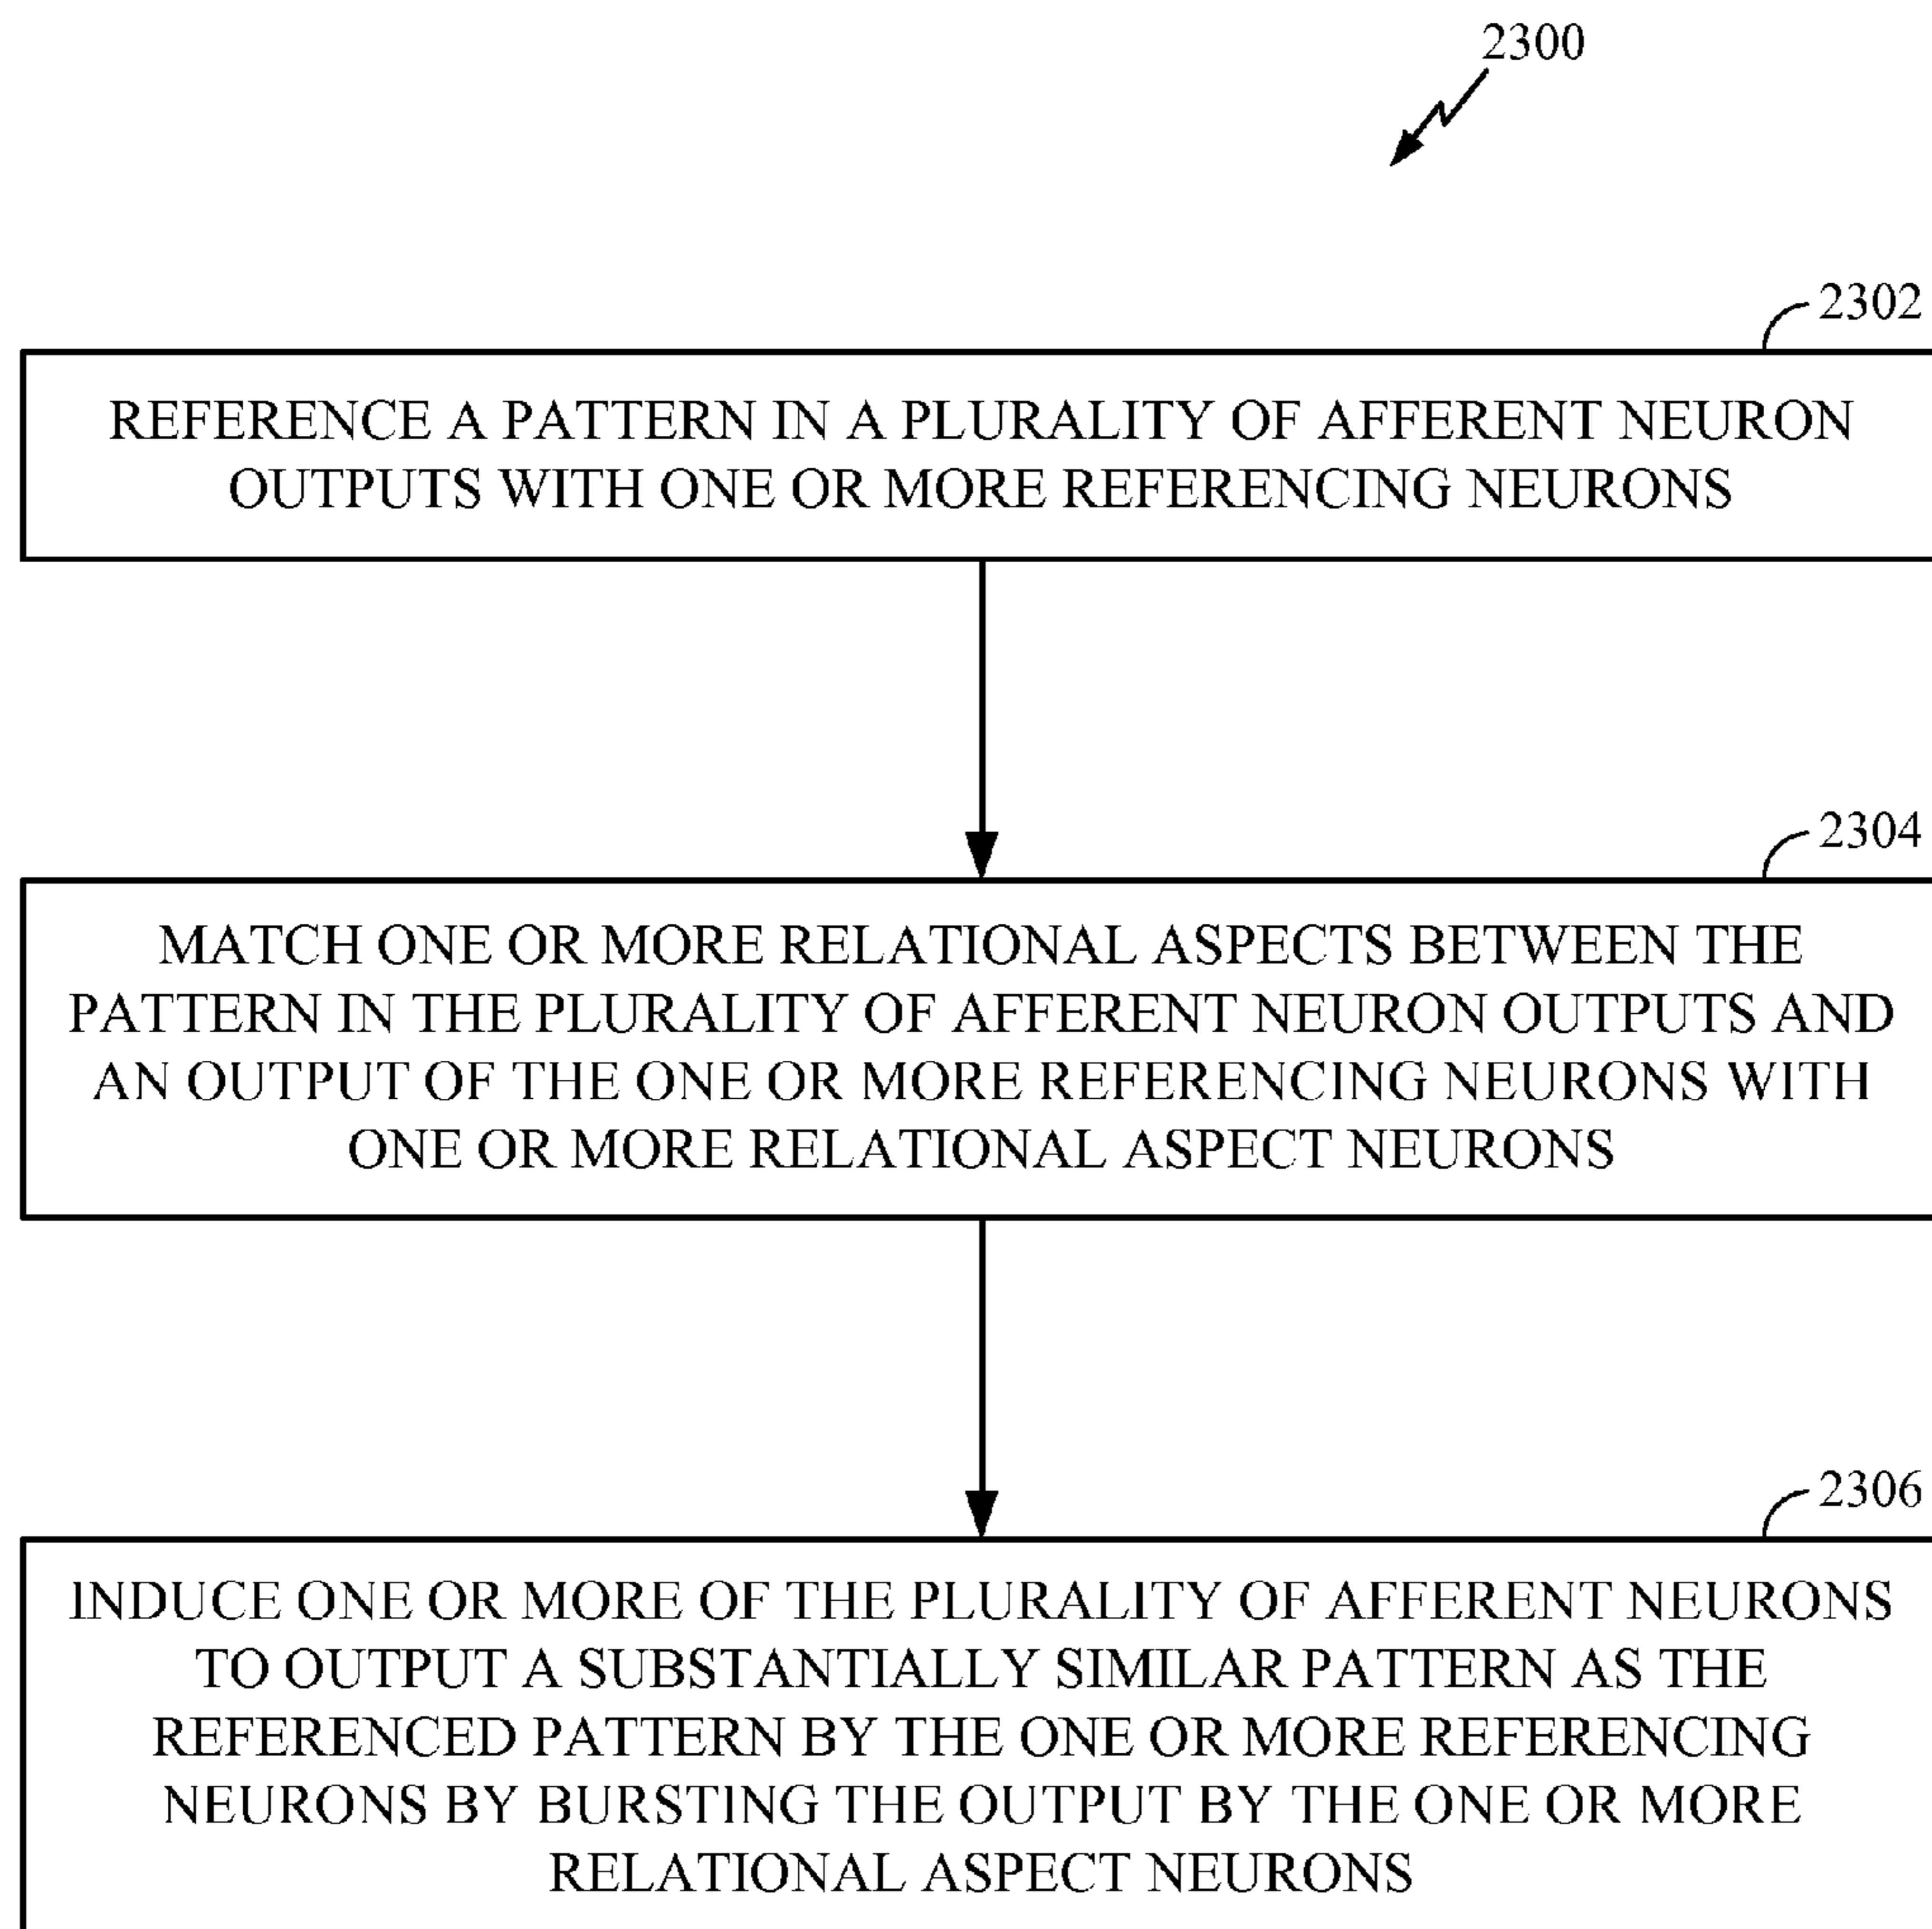 2300
2302
REFERENCE A PATTERN IN A PLURALITY OF AFFERENT NEURON
OUTPUTS WITH ONE OR MORE REFERENCING NEURONS
2304
MATCH ONE OR MORE RELATIONAL ASPECTS BETWEEN THE
PATTERN IN THE PLURALITY OF AFFERENT NEURON OUTPUTS AND
AN OUTPUT OF THE ONE OR MORE REFERENCING NEURONS WITH
ONE OR MORE RELATIONAL ASPECT NEURONS
2306
INDUCE ONE OR MORE OF THE PLURALITY OF AFFERENT NEURONS
TO OUTPUT A SUBSTANTIALLY SIMILAR PATTERN AS THE
REFERENCED PATTERN BY THE ONE OR MORE REFERENCING
NEURONS BY BURSTING THE OUTPUT BY THE ONE OR MORE
RELATIONAL ASPECT NEURONS